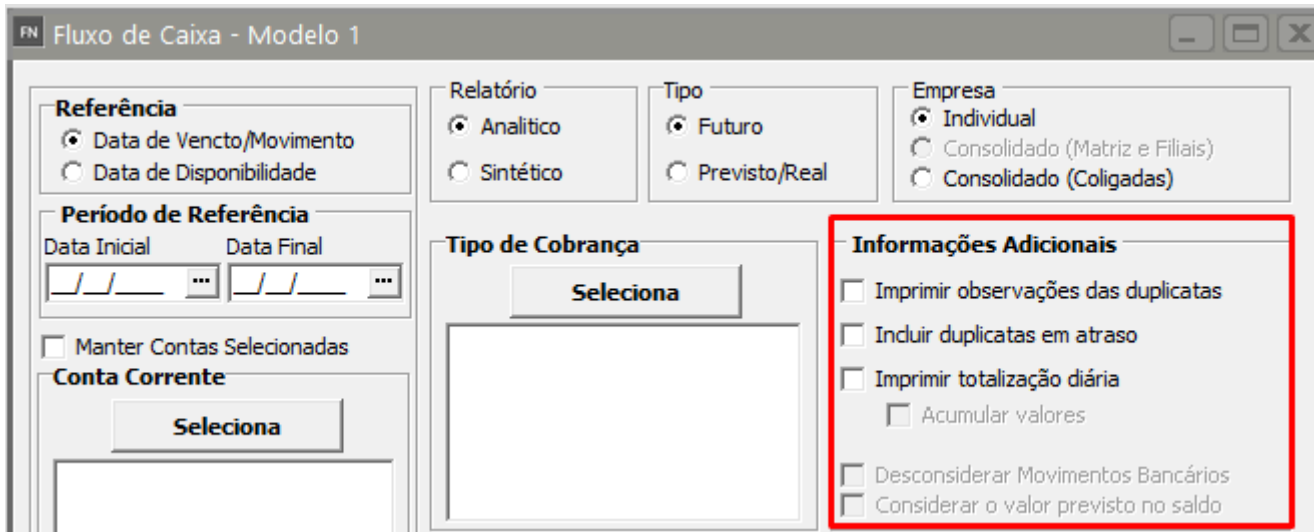 FN Fluxo de Caixa - Modelo 1
Referência
Data de Vencto/Movimento
Data de Disponibilidade
Período de Referência
Data Inicial Data Final
__/__/____ ... __/__/____ ...
Manter Contas Selecionadas
Conta Corrente
Seleciona
Relatório
Analitico
Sintético
Tipo
Futuro
Previsto/Real
Empresa
Individual
Consolidado (Matriz e Filiais)
Consolidado (Coligadas)
Tipo de Cobrança
Seleciona
Informações Adicionais
Imprimir observações das duplicatas
Incluir duplicatas em atraso
Imprimir totalização diária
Acumular valores
Desconsiderar Movimentos Bancários
Considerar o valor previsto no saldo